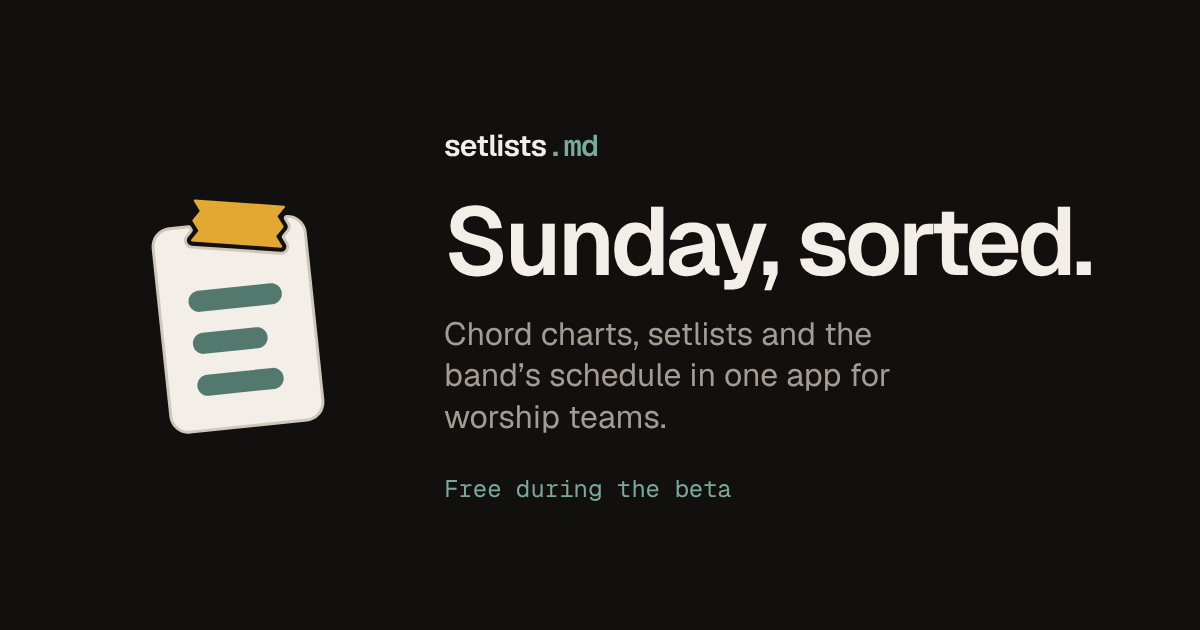 setlists.md
Sunday, sorted.
Chord charts, setlists and the
band’s schedule in one app for
worship teams.
Free during the beta